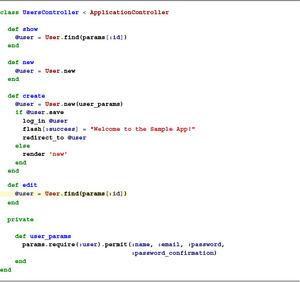 class UsersController < ApplicationController

  def show
    @user = User.find(params[:id])
  end

  def new
    @user = User.new
  end

  def create
    @user = User.new(user_params)
    if @user.save
      log_in @user
      flash[:success] = "Welcome to the Sample App!"
      redirect_to @user
    else
      render 'new'
    end
  end

  def edit
    @user = User.find(params[:id])
  end

  private

    def user_params
      params.require(:user).permit(:name, :email, :password,
                                   :password_confirmation)
    end
end